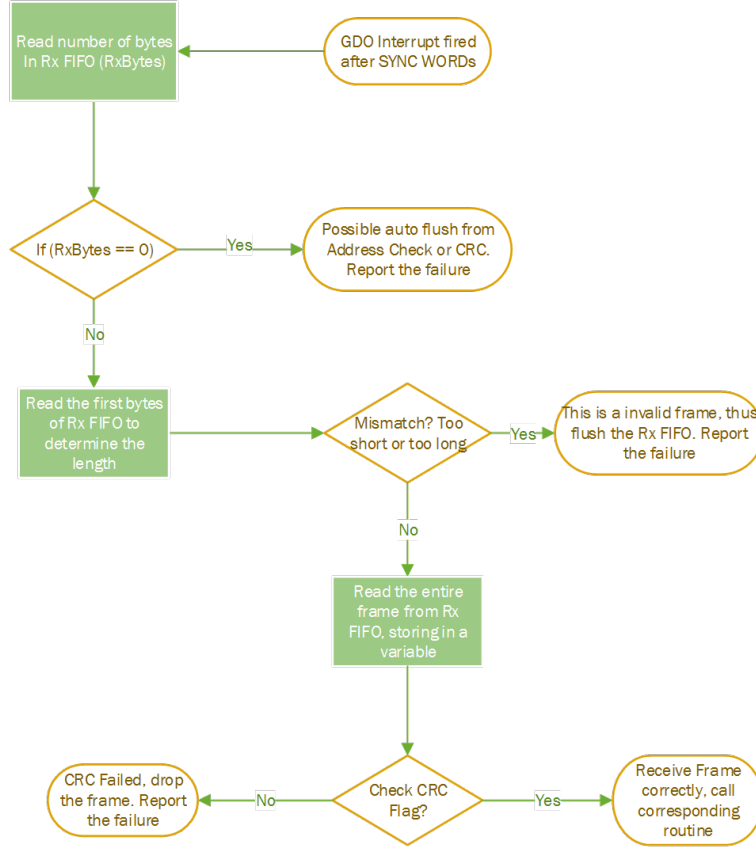 Read number of bytes
In Rx FIFO (RxBytes)
GDO Interrupt fired
after SYNC WORDs
If (RxBytes == 0)
Yes
Possible auto flush from
Address Check or CRC.
Report the failure
No
Read the first bytes
of Rx FIFO to
determine the
length
Mismatch? Too
short or too long
Yes
This is a invalid frame, thus
flush the Rx FIFO. Report
the failure
No
Read the entire
frame from Rx
FIFO, storing in a
variable
CRC Failed, drop
the frame. Report
the failure
No
Check CRC
Flag?
Yes
Receive Frame
correctly, call
corresponding
routine